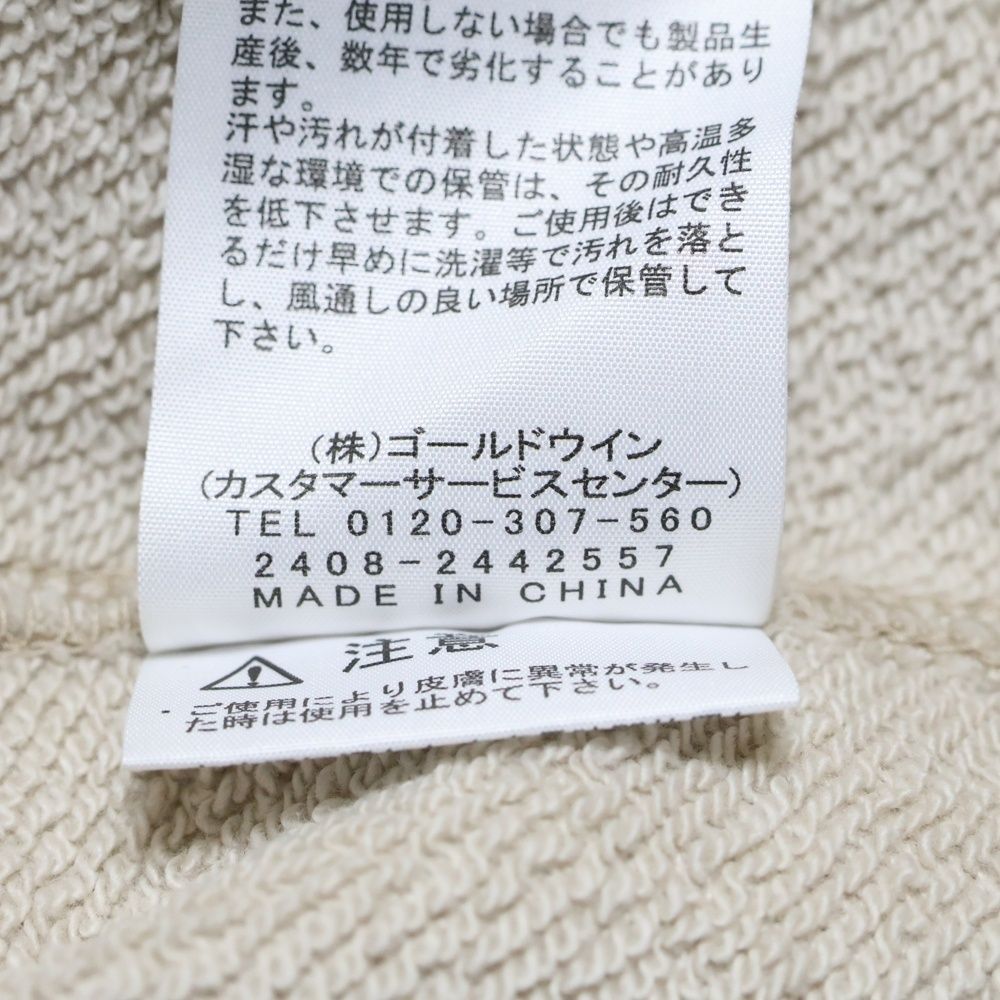 また、使用しない場合でも製品生
産後、数年で劣化することがあり
ます。
汗や汚れが付着した状態や高温多
湿な環境での保管は、その耐久性
を低下させます。ご使用後はでき
るだけ早めに洗濯等で汚れを落と
し、風通しの良い場所で保管して
下さい。
(株)ゴールドウイン
(カスタマーサービスセンター)
TEL 0120-307-560
2408-2442557
MADE IN CHINA
注意
・ご使用により皮膚に異常が発生し
た時は使用を止めて下さい。